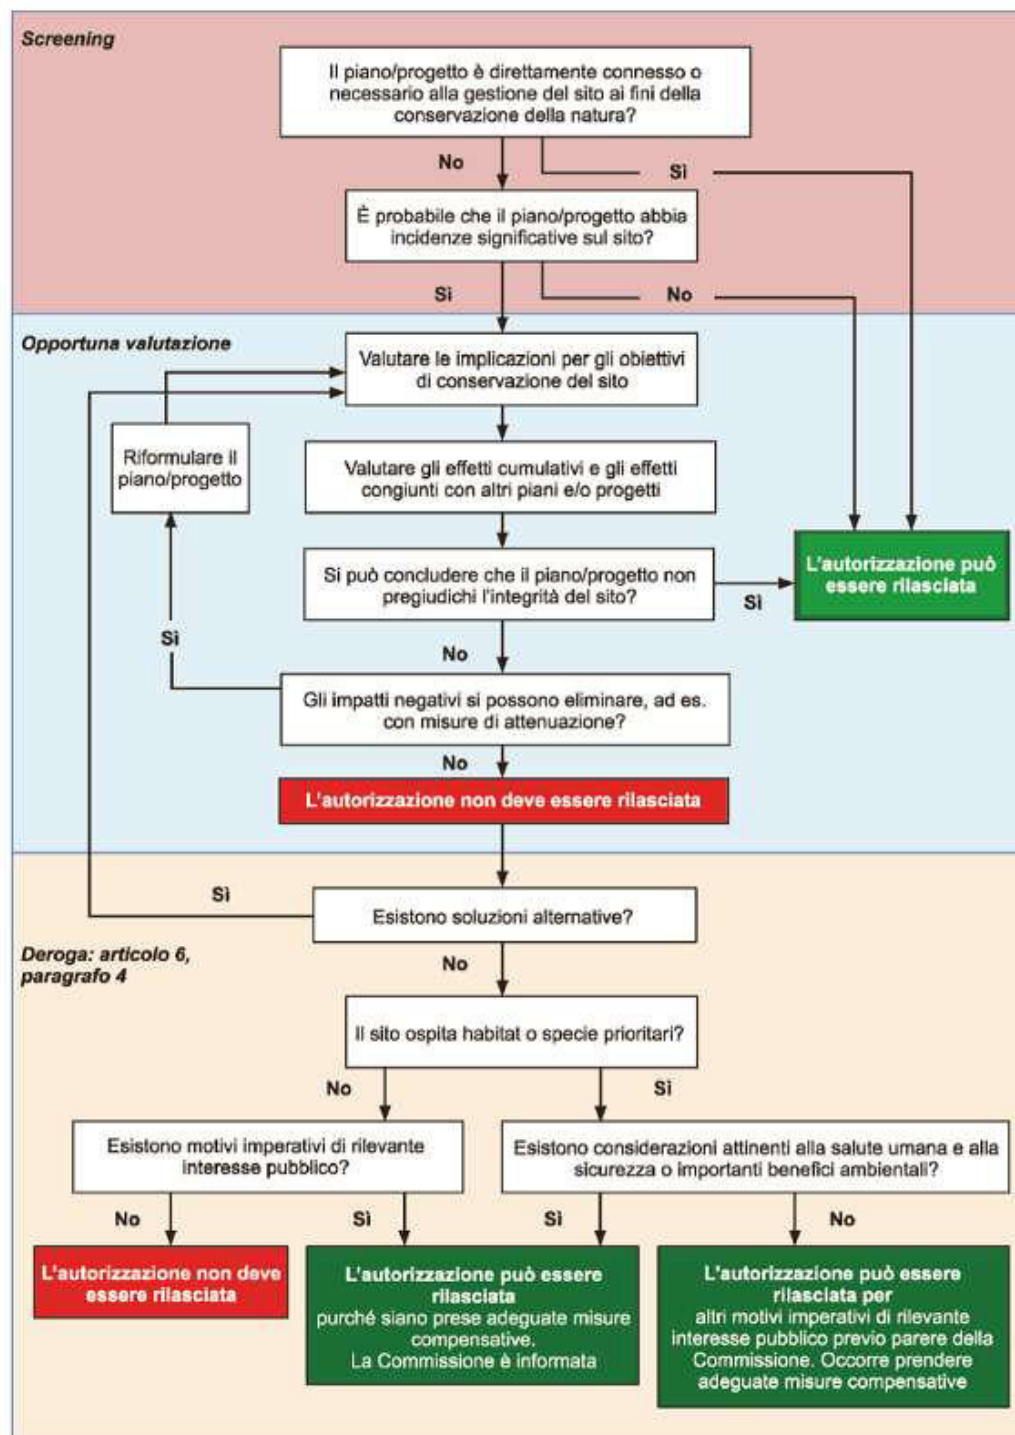 Screening
Il piano/progetto è direttamente connesso o
necessario alla gestione del sito ai fini della
conservazione della natura?
No
Sì
È probabile che il piano/progetto abbia
incidenze significative sul sito?
Sì
No
Opportuna valutazione
Valutare le implicazioni per gli obiettivi
di conservazione del sito
Riformulare il
piano/progetto
Valutare gli effetti cumulativi e gli effetti
congiunti con altri piani e/o progetti
Si può concludere che il piano/progetto non
pregiudichi l'integrità del sito?
Sì
L'autorizzazione può
essere rilasciata
Sì
No
Gli impatti negativi si possono eliminare, ad es.
con misure di attenuazione?
No
L'autorizzazione non deve essere rilasciata
Sì
Esistono soluzioni alternative?
Deroga: articolo 6,
paragrafo 4
No
Il sito ospita habitat o specie prioritari?
No
Sì
Esistono motivi imperativi di rilevante
interesse pubblico?
Esistono considerazioni attinenti alla salute umana e alla
sicurezza o importanti benefici ambientali?
No
Sì
Sì
No
L'autorizzazione non deve
essere rilasciata
L'autorizzazione può essere
rilasciata
purché siano prese adeguate misure
compensative.
La Commissione è informata
L'autorizzazione può essere
rilasciata per
altri motivi imperativi di rilevante
interesse pubblico previo parere della
Commissione. Occorre prendere
adeguate misure compensative